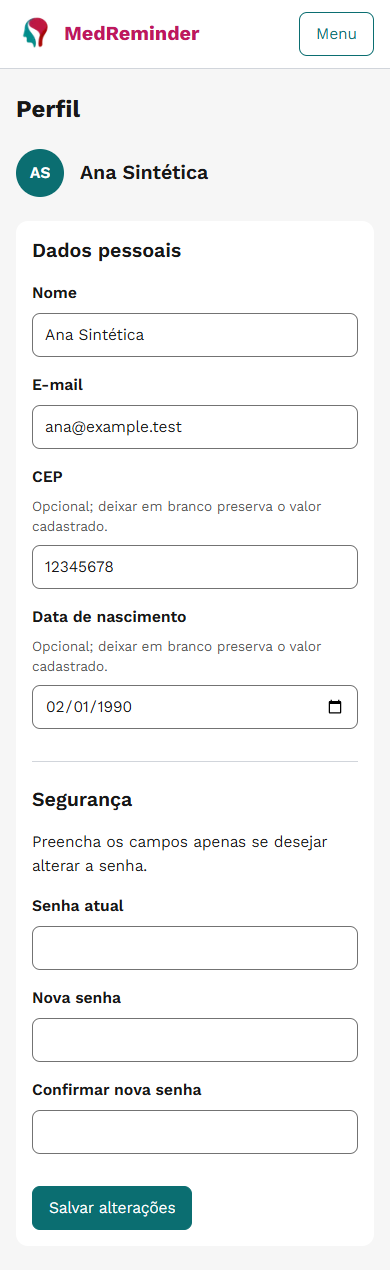 MedReminder
Menu
Perfil
AS
Ana Sintética
Dados pessoais
Nome
Ana Sintética
E-mail
ana@example.test
CEP
Opcional; deixar em branco preserva o valor
cadastrado.
12345678
Data de nascimento
Opcional; deixar em branco preserva o valor
cadastrado.
02/01/1990
Segurança
Preencha os campos apenas se desejar
alterar a senha.
Senha atual
Nova senha
Confirmar nova senha
Salvar alterações